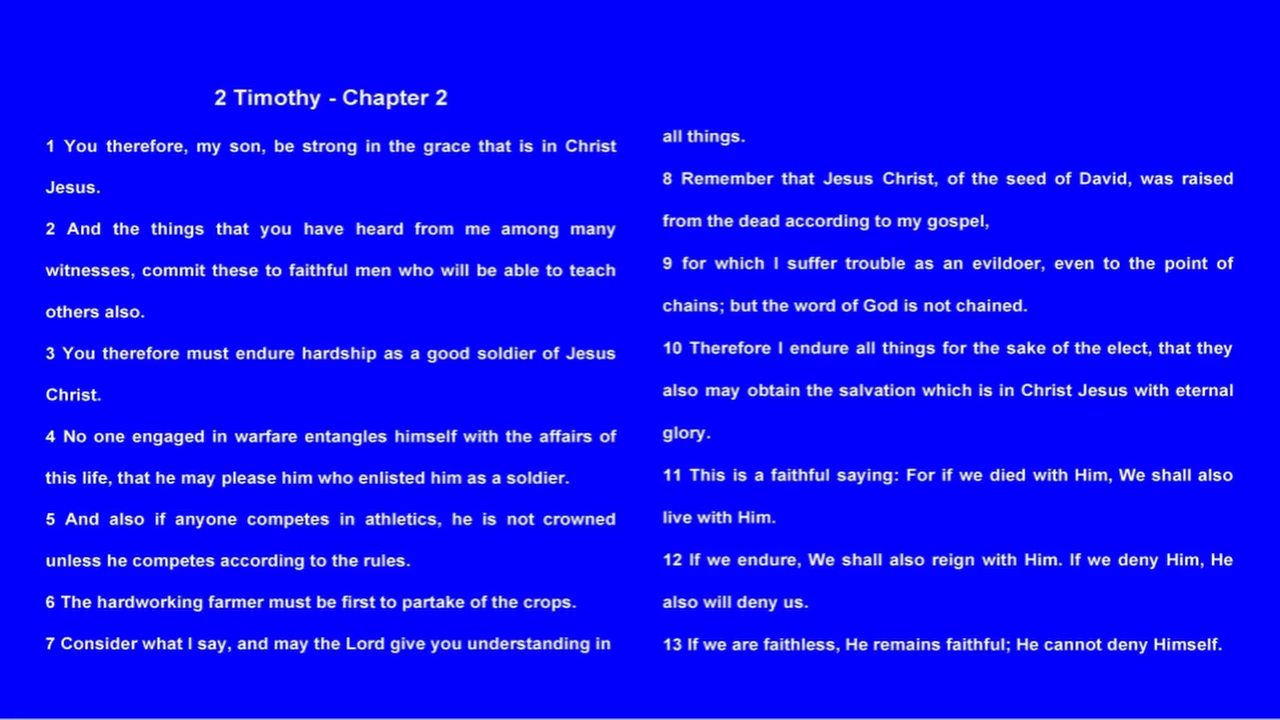 2 Timothy - Chapter 2
1 You therefore, my son, be strong in the grace that is in Christ
Jesus.
2 And the things that you have heard from me among many
witnesses, commit these to faithful men who will be able to teach
others also.
3 You therefore must endure hardship as a good soldier of Jesus
Christ.
4 No one engaged in warfare entangles himself with the affairs of
this life, that he may please him who enlisted him as a soldier.
5 And also if anyone competes in athletics, he is not crowned
unless he competes according to the rules.
6 The hardworking farmer must be first to partake of the crops.
7 Consider what I say, and may the Lord give you understanding in
all things.
8 Remember that Jesus Christ, of the seed of David, was raised
from the dead according to my gospel,
9 for which I suffer trouble as an evildoer, even to the point of
chains; but the word of God is not chained.
10 Therefore I endure all things for the sake of the elect, that they
also may obtain the salvation which is in Christ Jesus with eternal
glory.
11 This is a faithful saying: For if we died with Him, We shall also
live with Him.
12 If we endure, We shall also reign with Him. If we deny Him, He
also will deny us.
13 If we are faithless, He remains faithful; He cannot deny Himself.